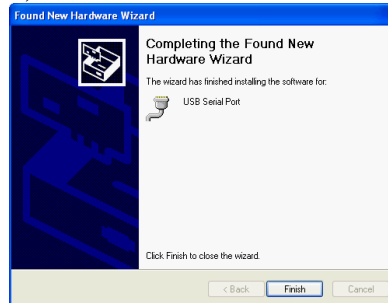 Found New Hardware Wizard
Completing the Found New
Hardware Wizard
The wizard has finished installing the software for:
USB Serial Port
Click Finish to close the wizard.
< Back Finish Cancel